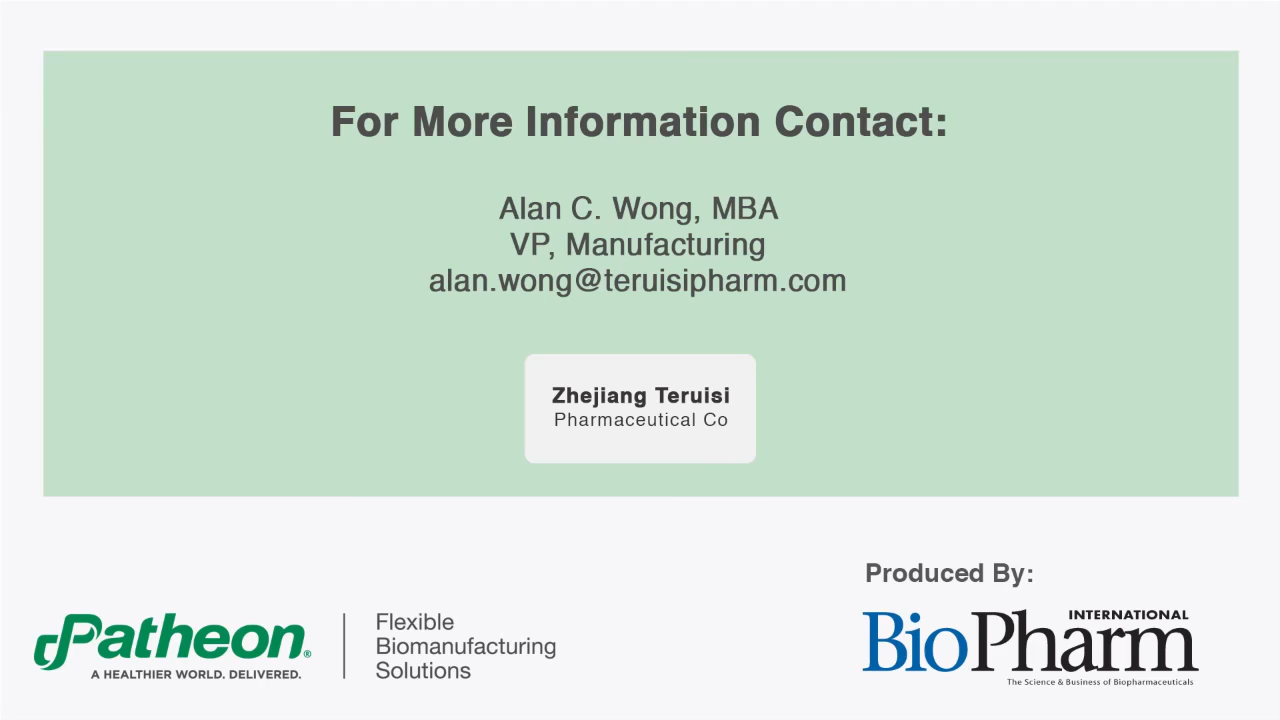 For More Information Contact:
Alan C. Wong, MBA
VP, Manufacturing
alan.wong@teruisipharm.com
Zhejiang Teruisi
Pharmaceutical Co
Patheon®
A HEALTHIER WORLD. DELIVERED.
Flexible
Biomanufacturing
Solutions
Produced By:
BioPharm
INTERNATIONAL
The Science & Business of Biopharmaceuticals